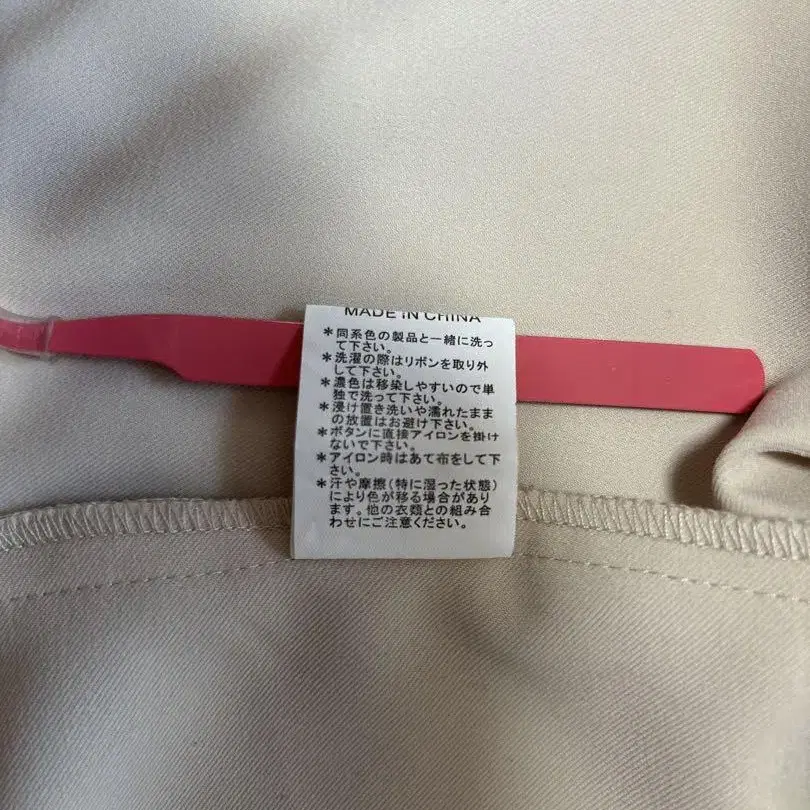 MADE IN CHINA
*同系色の製品と一緒に洗っ
て下さい。
*洗濯の際はリボンを取り外
して下さい。
*濃色は移染しやすいので単
独で洗って下さい。
*浸け置き洗いや濡れたまま
の放置はお避け下さい。
*ボタンに直接アイロンを掛け
ないで下さい。
*アイロン時はあて布をして下
さい。
*汗や摩擦(特に湿った状態)
により色が移る場合があり
ます。他の衣類との組み合
わせにご注意ください。